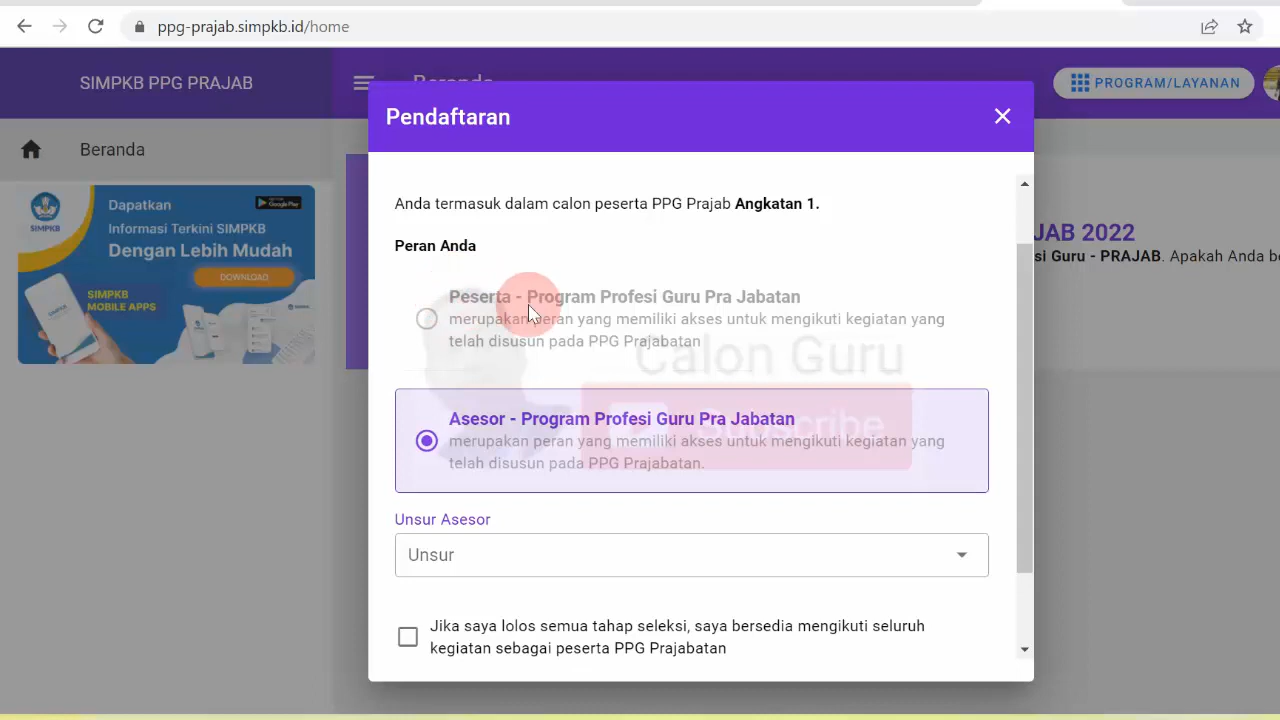 ppg-prajab.simpkb.id/home
SIMPKB PPG PRAJAB
Beranda
PROGRAM/LAYANAN
Pendaftaran
Beranda
SIMPKB
Dapatkan
Google Play
Informasi Terkini SIMPKB
Dengan Lebih Mudah
DOWNLOAD
SIMPKB
MOBILE APPS
Anda termasuk dalam calon peserta PPG Prajab Angkatan 1.
Peran Anda
JAB 2022
si Guru - PRAJAB. Apakah Anda be
Peserta - Program Profesi Guru Pra Jabatan
merupakan peran yang memiliki akses untuk mengikuti kegiatan yang
telah disusun pada PPG Prajabatan
Calon Guru
Subscribe
Asesor - Program Profesi Guru Pra Jabatan
merupakan peran yang memiliki akses untuk mengikuti kegiatan yang
telah disusun pada PPG Prajabatan.
Unsur Asesor
Unsur
Jika saya lolos semua tahap seleksi, saya bersedia mengikuti seluruh
kegiatan sebagai peserta PPG Prajabatan